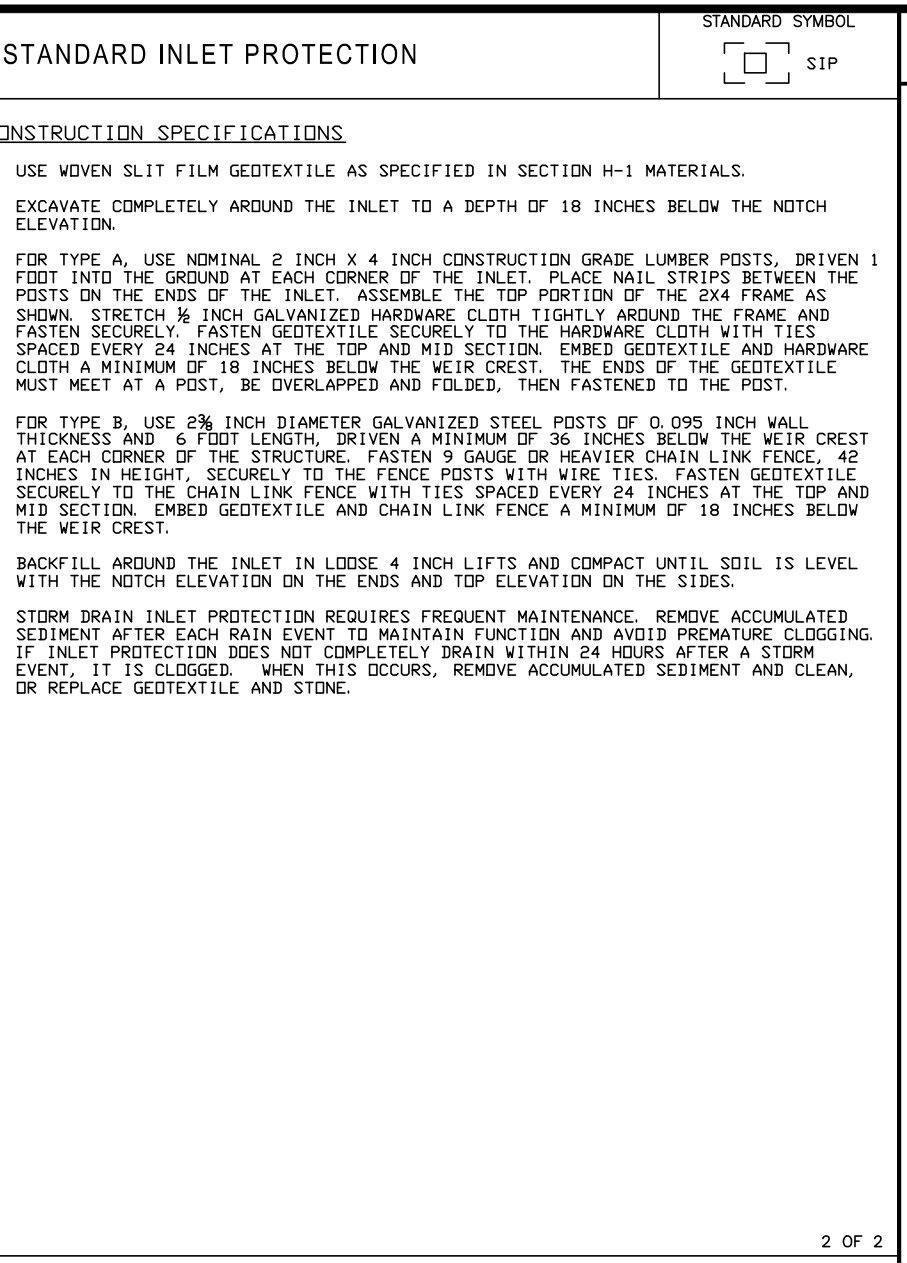 STANDARD SYMBOL
STANDARD INLET PROTECTION
SIP
ONSTRUCTION SPECIFICATIONS
USE WOVEN SLIT FILM GEOTEXTILE AS SPECIFIED IN SECTION H-1 MATERIALS.
EXCAVATE COMPLETELY AROUND THE INLET TO A DEPTH OF 18 INCHES BELOW THE NOTCH
ELEVATION.
FOR TYPE A, USE NOMINAL 2 INCH X 4 INCH CONSTRUCTION GRADE LUMBER POSTS, DRIVEN 1
FOOT INTO THE GROUND AT EACH CORNER OF THE INLET. PLACE NAIL STRIPS BETWEEN THE
POSTS ON THE ENDS OF THE INLET. ASSEMBLE THE TOP PORTION OF THE 2X4 FRAME AS
SHOWN. STRETCH ½ INCH GALVANIZED HARDWARE CLOTH TIGHTLY AROUND THE FRAME AND
FASTEN SECURELY. FASTEN GEOTEXTILE SECURELY TO THE HARDWARE CLOTH WITH TIES
SPACED EVERY 24 INCHES AT THE TOP AND MID SECTION. EMBED GEOTEXTILE AND HARDWARE
CLOTH A MINIMUM OF 18 INCHES BELOW THE WEIR CREST. THE ENDS OF THE GEOTEXTILE
MUST MEET AT A POST, BE OVERLAPPED AND FOLDED, THEN FASTENED TO THE POST.
FOR TYPE B, USE 2⅜ INCH DIAMETER GALVANIZED STEEL POSTS OF 0.095 INCH WALL
THICKNESS AND 6 FOOT LENGTH, DRIVEN A MINIMUM OF 36 INCHES BELOW THE WEIR CREST
AT EACH CORNER OF THE STRUCTURE. FASTEN 9 GAUGE OR HEAVIER CHAIN LINK FENCE, 42
INCHES IN HEIGHT, SECURELY TO THE FENCE POSTS WITH WIRE TIES. FASTEN GEOTEXTILE
SECURELY TO THE CHAIN LINK FENCE WITH TIES SPACED EVERY 24 INCHES AT THE TOP AND
MID SECTION. EMBED GEOTEXTILE AND CHAIN LINK FENCE A MINIMUM OF 18 INCHES BELOW
THE WEIR CREST.
BACKFILL AROUND THE INLET IN LOOSE 4 INCH LIFTS AND COMPACT UNTIL SOIL IS LEVEL
WITH THE NOTCH ELEVATION ON THE ENDS AND TOP ELEVATION ON THE SIDES.
STORM DRAIN INLET PROTECTION REQUIRES FREQUENT MAINTENANCE. REMOVE ACCUMULATED
SEDIMENT AFTER EACH RAIN EVENT TO MAINTAIN FUNCTION AND AVOID PREMATURE CLOGGING.
IF INLET PROTECTION DOES NOT COMPLETELY DRAIN WITHIN 24 HOURS AFTER A STORM
EVENT, IT IS CLOGGED. WHEN THIS OCCURS, REMOVE ACCUMULATED SEDIMENT AND CLEAN,
OR REPLACE GEOTEXTILE AND STONE.
2 OF 2